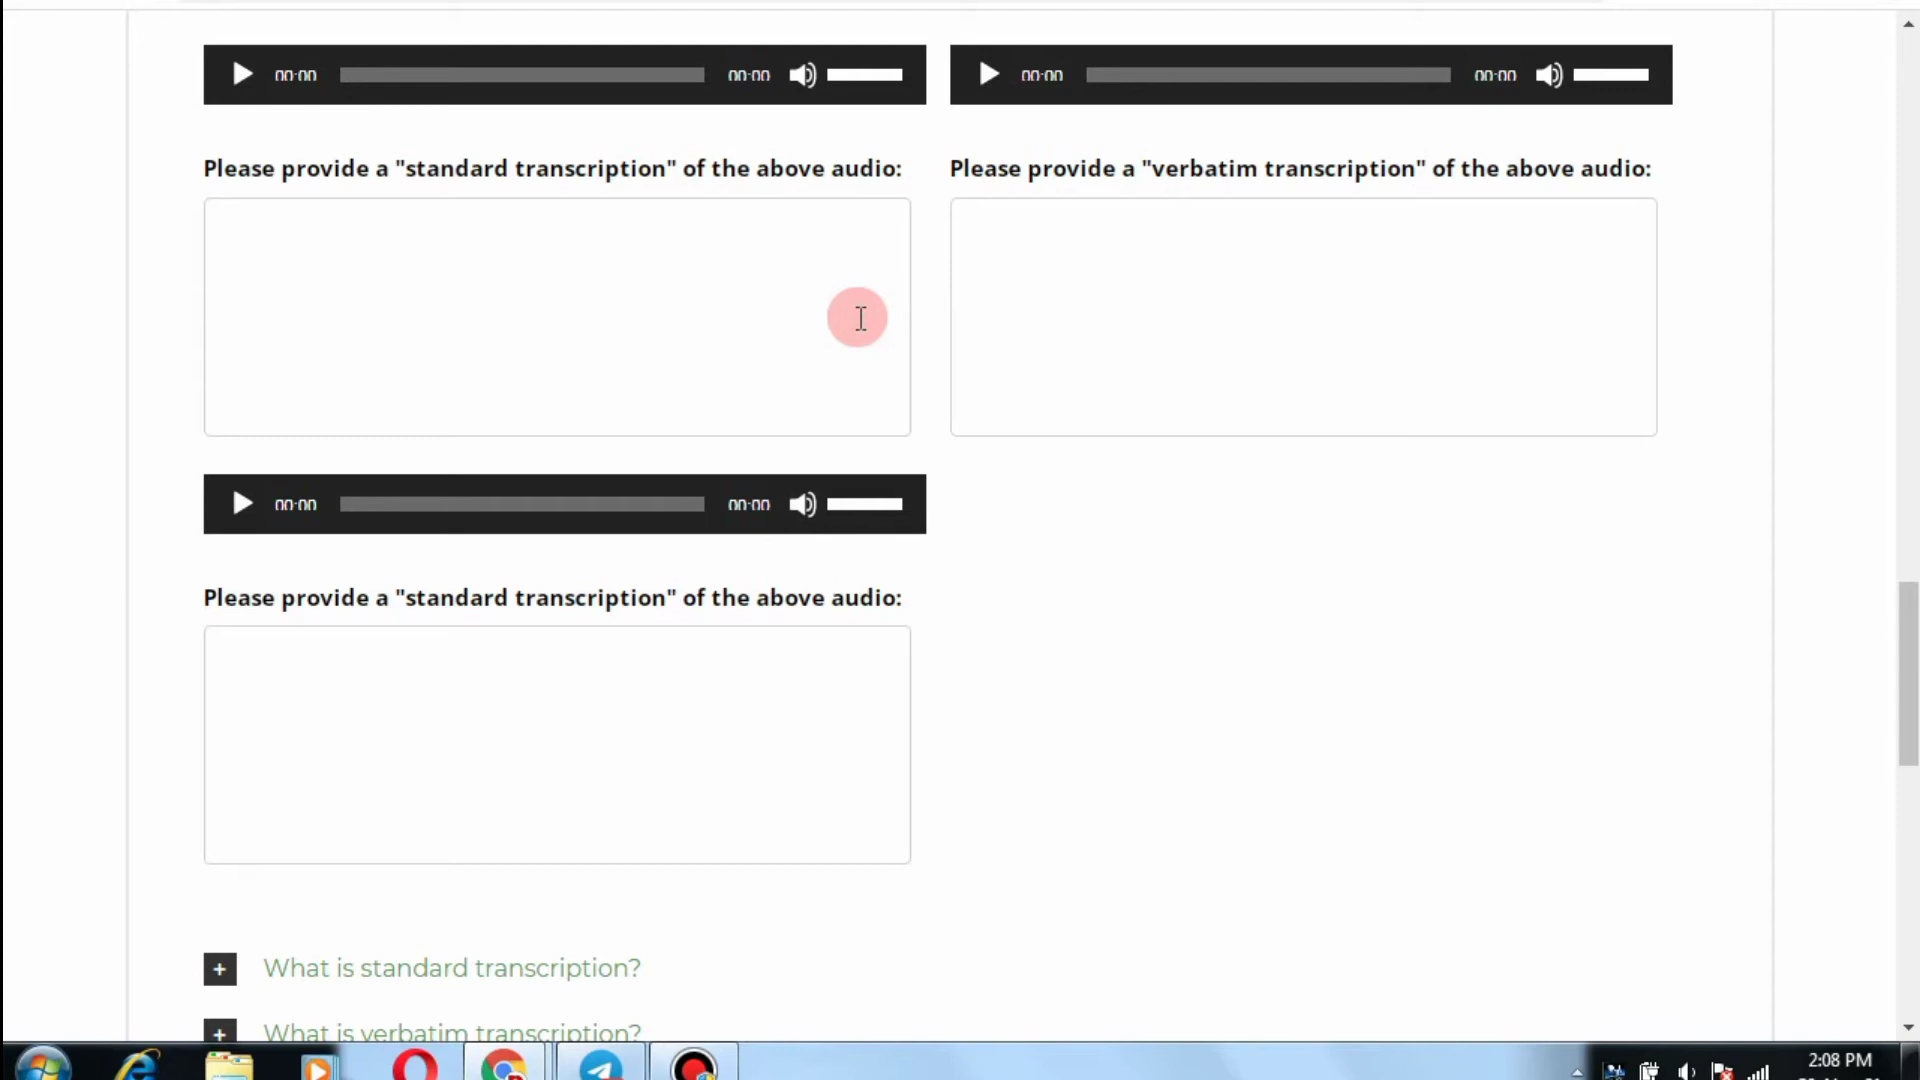 00:00 00:00 00:00 00:00
Please provide a "standard transcription" of the above audio: Please provide a "verbatim transcription" of the above audio:
00:00 00:00
Please provide a "standard transcription" of the above audio:
+ What is standard transcription?
+ What is verbatim transcription?
2:08 PM